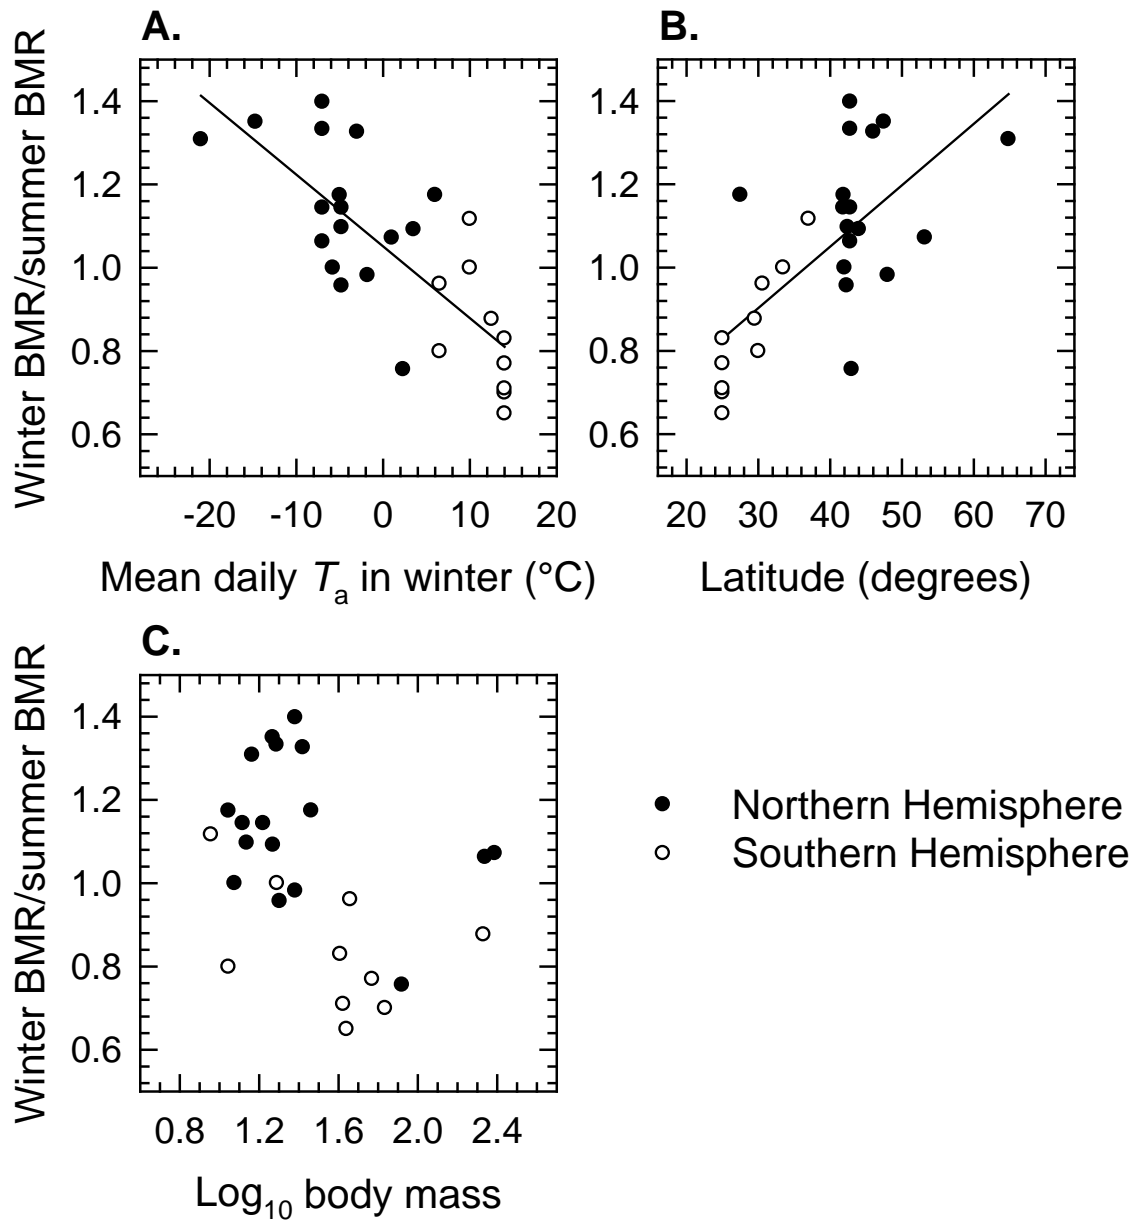 A.
B.
Winter BMR/summer BMR
1.4
1.2
1.0
0.8
0.6
1.4
1.2
1.0
0.8
0.6
-20 -10 0 10 20
20 30 40 50 60 70
Mean daily Ta in winter (°C)
Latitude (degrees)
C.
Winter BMR/summer BMR
1.4
1.2
1.0
0.8
0.6
0.8 1.2 1.6 2.0 2.4
Log10 body mass
Northern Hemisphere
Southern Hemisphere